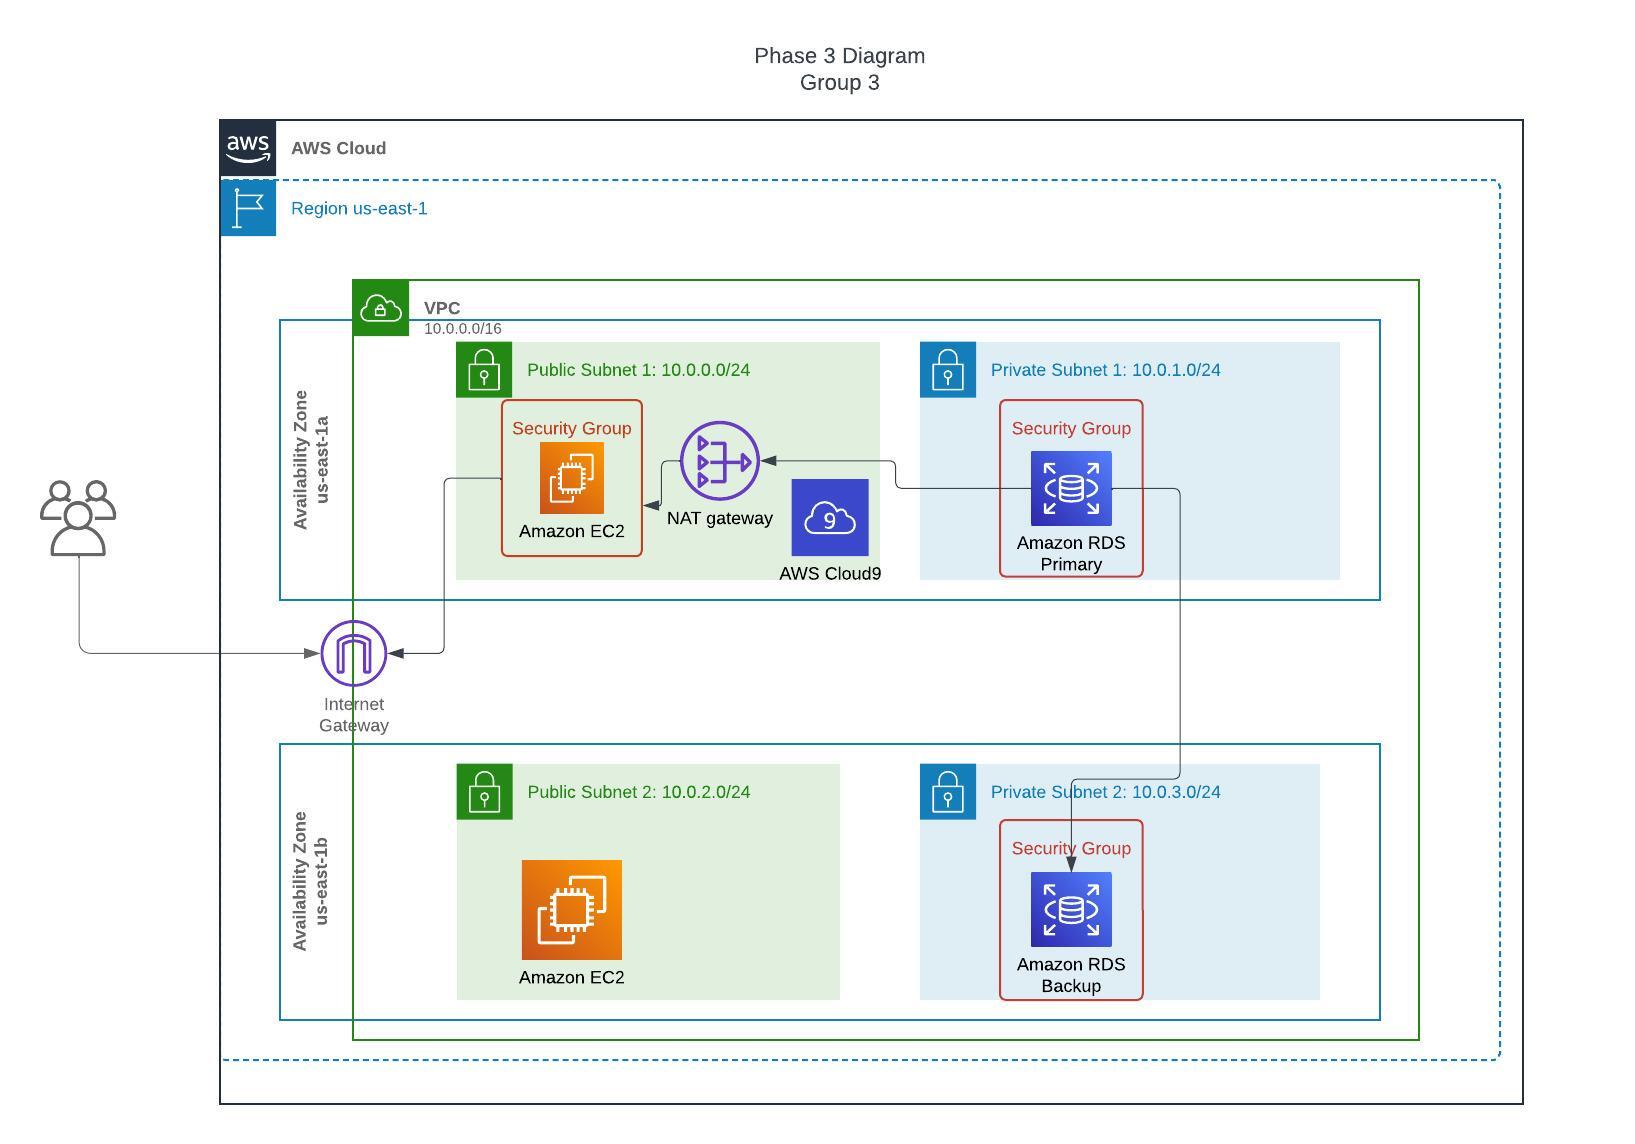 Phase 3 Diagram
Group 3
aws
AWS Cloud
Region us-east-1
VPC
10.0.0.0/16
Availability Zone
us-east-1a
Public Subnet 1: 10.0.0.0/24
Security Group
Amazon EC2
NAT gateway
9
AWS Cloud9
Private Subnet 1: 10.0.1.0/24
Security Group
Amazon RDS
Primary
Internet
Gateway
Availability Zone
us-east-1b
Public Subnet 2: 10.0.2.0/24
Amazon EC2
Private Subnet 2: 10.0.3.0/24
Security Group
Amazon RDS
Backup